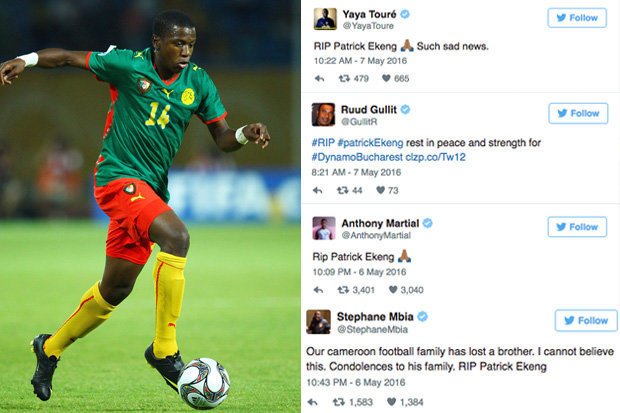 14
Yaya Touré
@YayaToure
Follow
RIP Patrick Ekeng 🙏🏾 Such sad news.
10:22 AM - 7 May 2016
479 665
Ruud Gullit
@GullitR
Follow
#RIP #patrickEkeng rest in peace and strength for
#DynamoBucharest clzp.co/Tw12
8:21 AM - 7 May 2016
44 73
Anthony Martial
@AnthonyMartial
Follow
Rip Patrick Ekeng 🙏🏾
10:09 PM - 6 May 2016
3,401 3,040
Stephane Mbia
@StephaneMbia
Follow
Our cameroon football family has lost a brother. I cannot believe
this. Condolences to his family. RIP Patrick Ekeng
10:43 PM - 6 May 2016
1,583 1,384